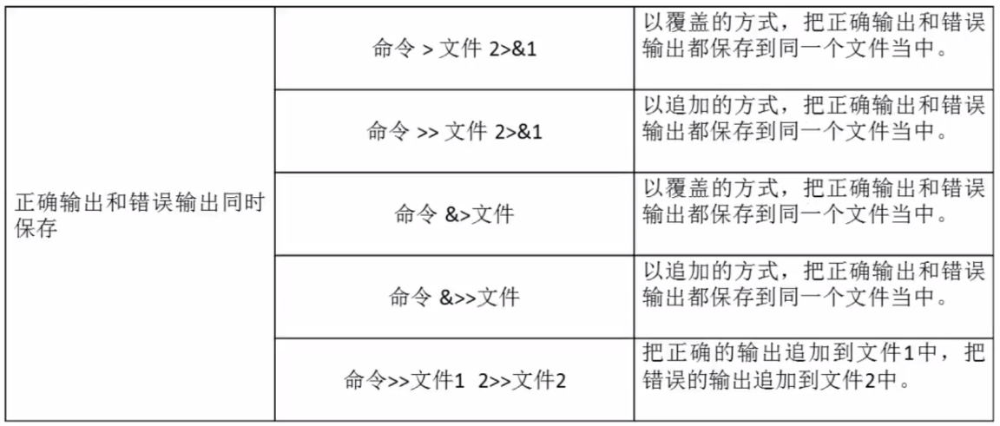 命令 > 文件 2>&1
以覆盖的方式，把正确输出和错误
输出都保存到同一个文件当中。
命令 >> 文件 2>&1
以追加的方式，把正确输出和错误
输出都保存到同一个文件当中。
正确输出和错误输出同时
保存
命令 &>文件
以覆盖的方式，把正确输出和错误
输出都保存到同一个文件当中。
命令 &>>文件
以追加的方式，把正确输出和错误
输出都保存到同一个文件当中。
命令>>文件1 2>>文件2
把正确的输出追加到文件1中，把
错误的输出追加到文件2中。